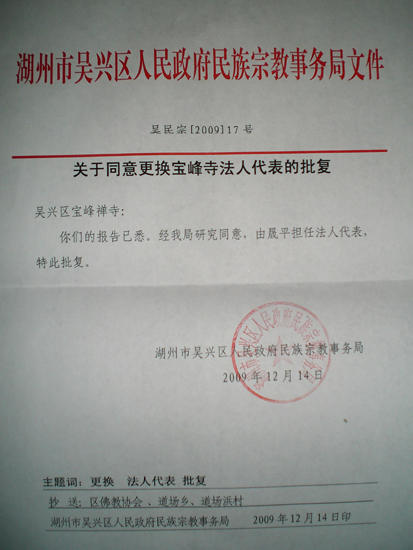 湖州市吴兴区人民政府民族宗教事务局文件
吴民宗[2009]17号
关于同意更换宝峰寺法人代表的批复
吴兴区宝峰禅寺:
你们的报告已悉。经我局研究同意，由晟平担任法人代表，
特此批复。
湖州市吴兴区人民政府民族宗教事务局
2009年12月14日
主题词：更换 法人代表 批复
抄 送：区佛教协会、道场乡、道场浜村
湖州市吴兴区人民政府民族宗教事务局 2009年12月14日印